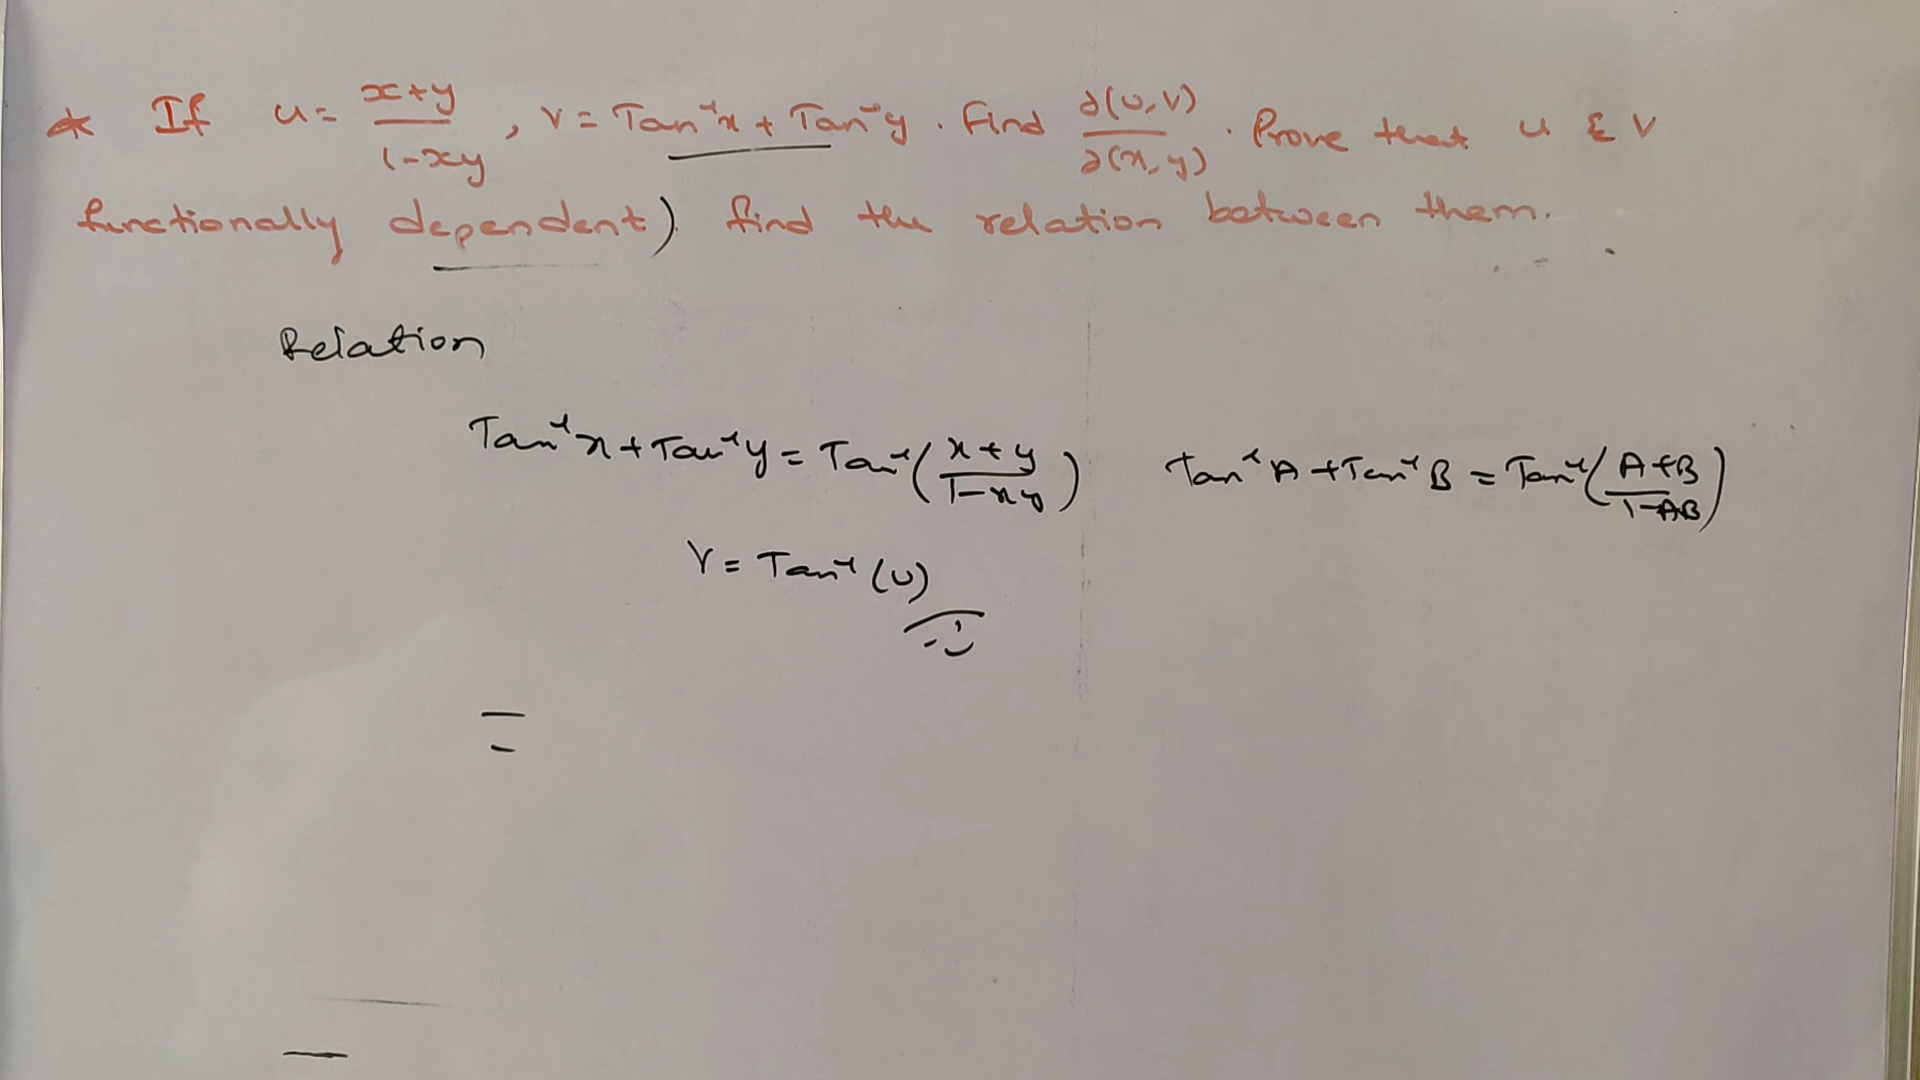 * If u = x+y / 1-xy , v = Tan⁻¹x + Tan⁻¹y . Find ∂(u,v) / ∂(x,y) . Prove that u & v
functionally dependent) find the relation between them.
Relation
Tan⁻¹x + Tan⁻¹y = Tan⁻¹(x+y / 1-xy) Tan⁻¹A + Tan⁻¹B = Tan⁻¹(A+B / 1-AB)
V = Tan⁻¹(u)